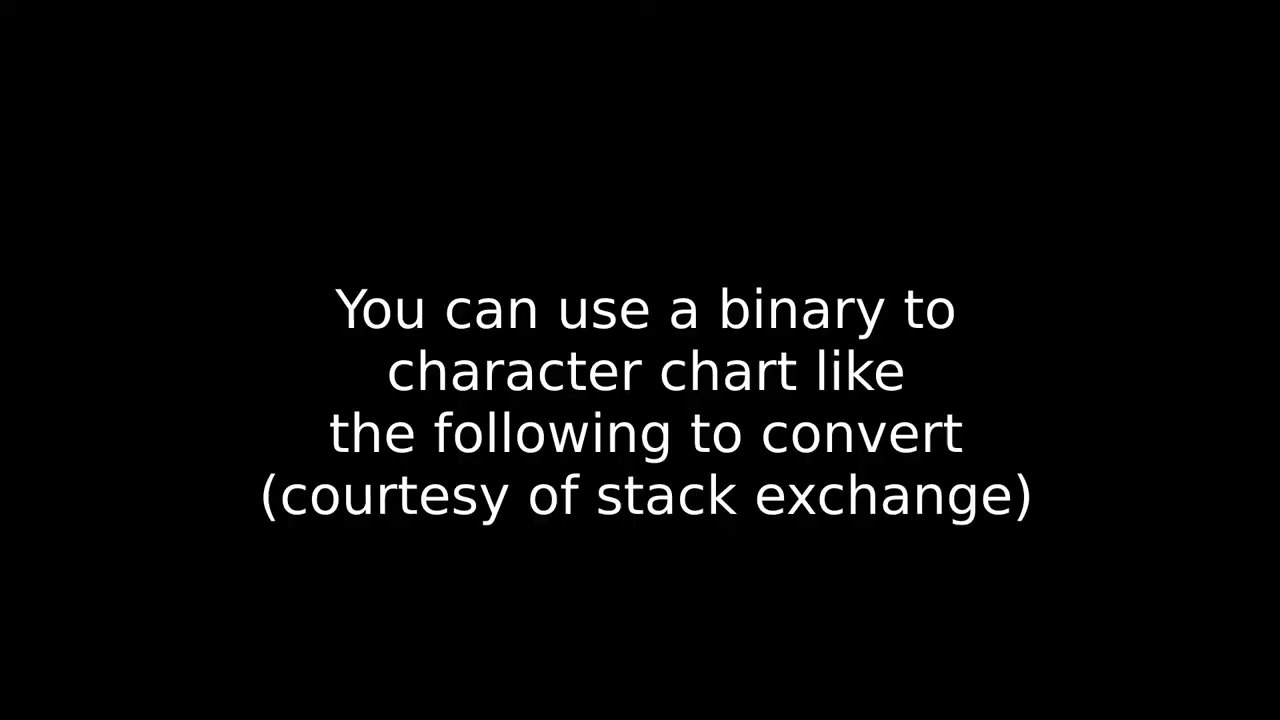 You can use a binary to
character chart like
the following to convert
(courtesy of stack exchange)